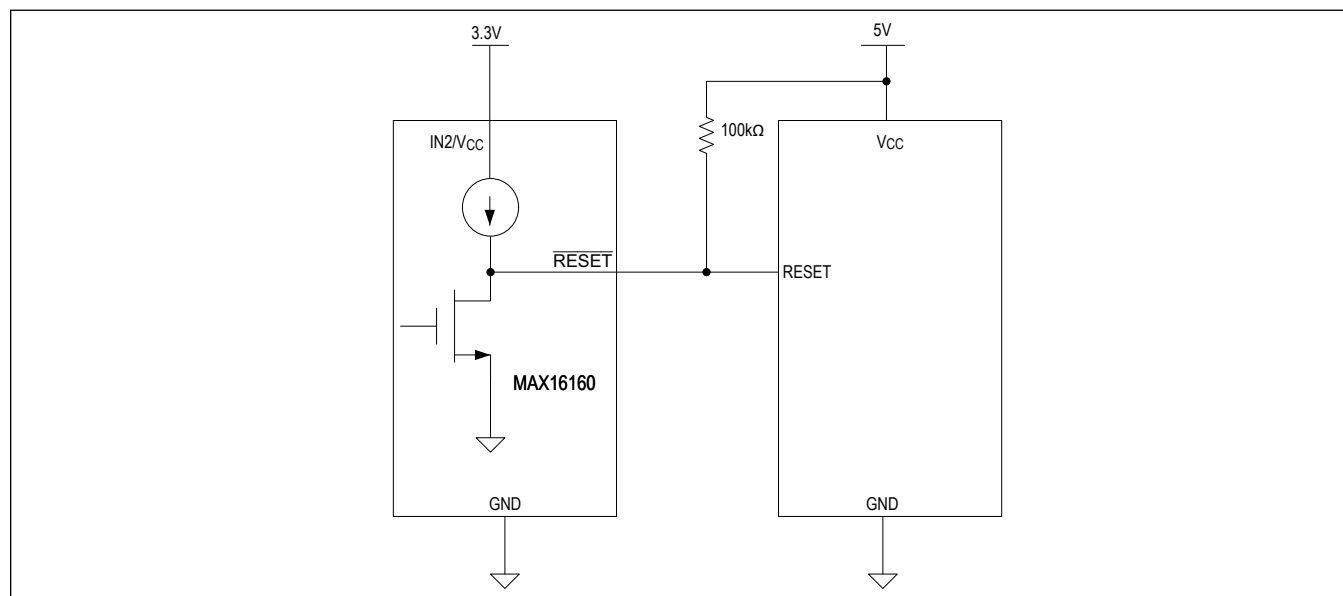 3.3V
5V
100kΩ
IN2/VCC
VCC
RESET
RESET
MAX16160
GND
GND